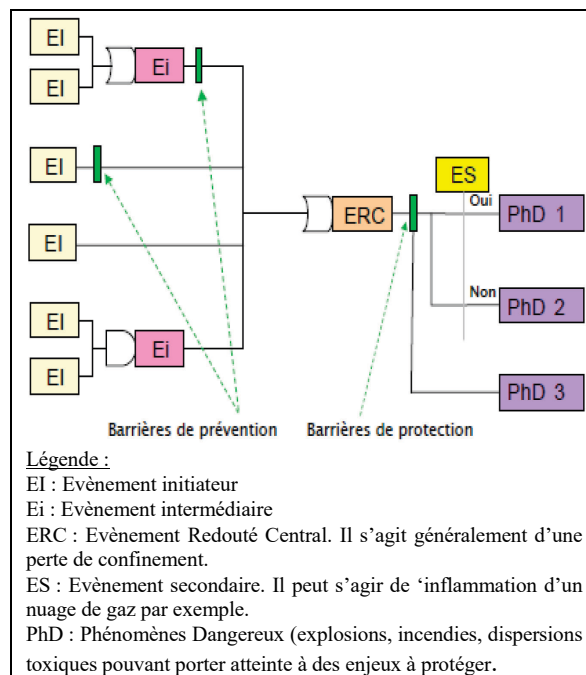 EI
EI
Ei
EI
EI
EI
EI
Ei
ERC
ES
Oui
PhD 1
Non
PhD 2
PhD 3
Barrières de prévention
Barrières de protection
Légende :
EI : Evènement initiateur
Ei : Evènement intermédiaire
ERC : Evènement Redouté Central. Il s’agit généralement d’une
perte de confinement.
ES : Evènement secondaire. Il peut s’agir de ‘inflammation d’un
nuage de gaz par exemple.
PhD : Phénomènes Dangereux (explosions, incendies, dispersions
toxiques pouvant porter atteinte à des enjeux à protéger.